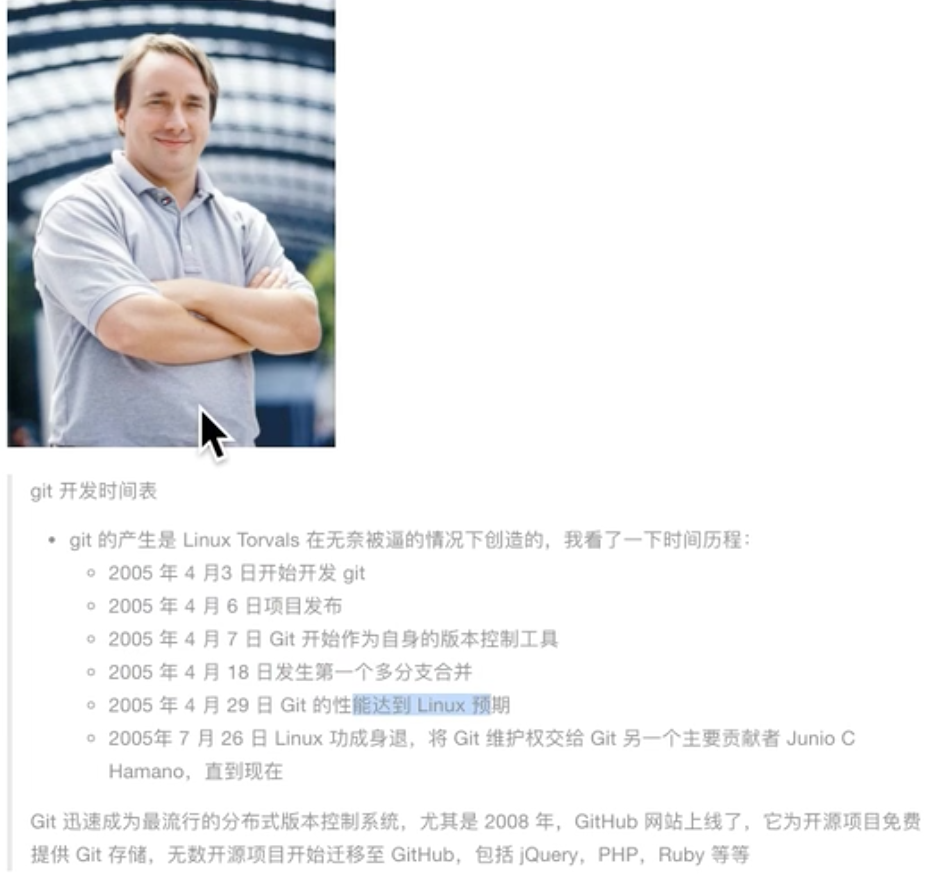 git 开发时间表
git 的产生是 Linux Torvals 在无奈被逼的情况下创造的，我看了一下时间历程：
2005 年 4 月3 日开始开发 git
2005 年 4 月 6 日项目发布
2005 年 4 月 7 日 Git 开始作为自身的版本控制工具
2005 年 4 月 18 日发生第一个多分支合并
2005 年 4 月 29 日 Git 的性能达到 Linux 预期
2005年 7 月 26 日 Linux 功成身退，将 Git 维护权交给 Git 另一个主要贡献者 Junio C
Hamano，直到现在
Git 迅速成为最流行的分布式版本控制系统，尤其是 2008 年，GitHub 网站上线了，它为开源项目免费
提供 Git 存储，无数开源项目开始迁移至 GitHub，包括 jQuery，PHP，Ruby 等等